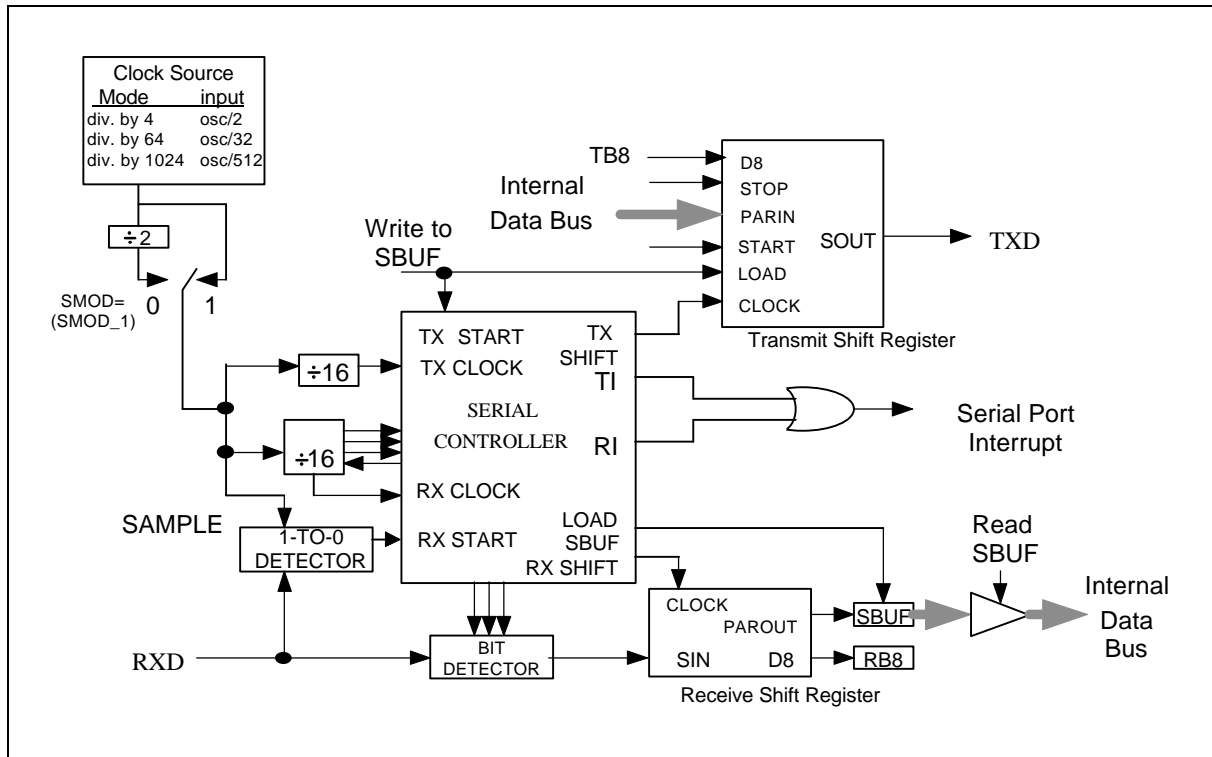 Clock Source
Mode input
div. by 4 osc/2
div. by 64 osc/32
div. by 1024 osc/512
÷2
SMOD=
(SMOD_1)
0
1
TB8
Internal
Data Bus
Write to
SBUF
D8
STOP
PARIN
START
LOAD
CLOCK
SOUT
TXD
Transmit Shift Register
÷16
÷16
TX START
TX CLOCK
SERIAL
CONTROLLER
RX CLOCK
RX START
TX
SHIFT
TI
RI
LOAD
SBUF
RX SHIFT
Serial Port
Interrupt
SAMPLE
1-TO-0
DETECTOR
RXD
BIT
DETECTOR
CLOCK
PAROUT
SIN D8
Receive Shift Register
SBUF
RB8
Read
SBUF
Internal
Data
Bus